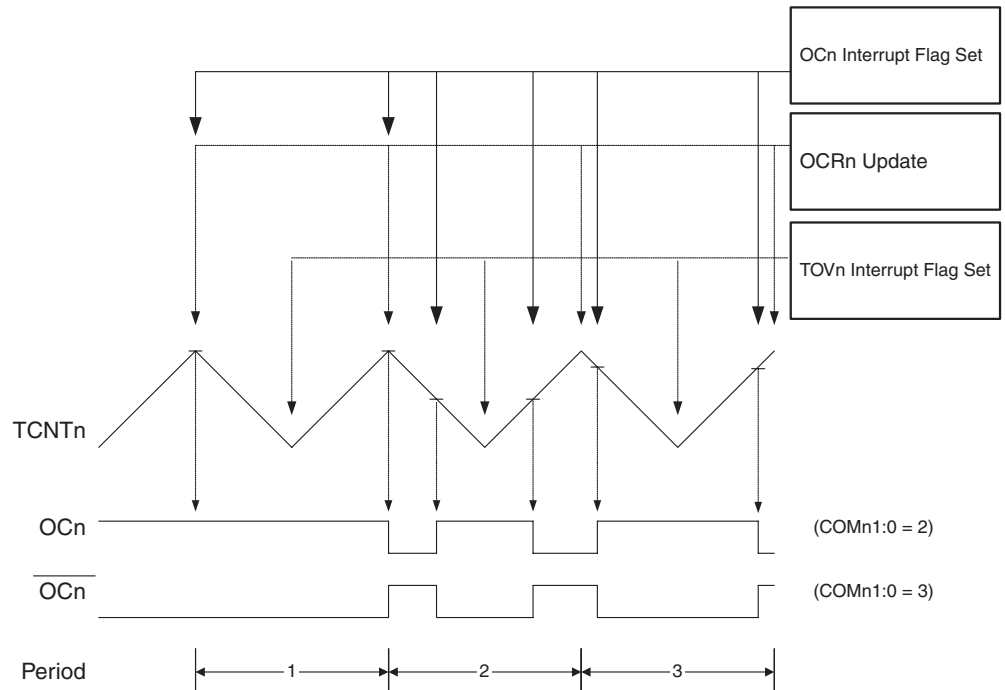 OCn Interrupt Flag Set
OCRn Update
TOVn Interrupt Flag Set
TCNTn
OCn
(COMn1:0 = 2)
OCn
(COMn1:0 = 3)
Period
1
2
3